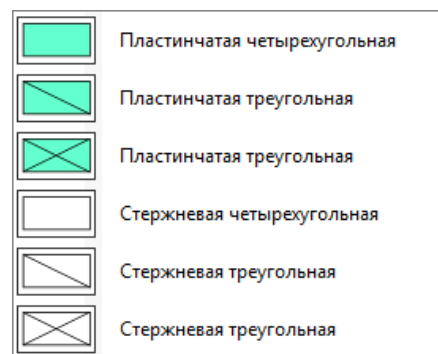 Пластинчатая четырехугольная
Пластинчатая треугольная
Пластинчатая треугольная
Стержневая четырехугольная
Стержневая треугольная
Стержневая треугольная